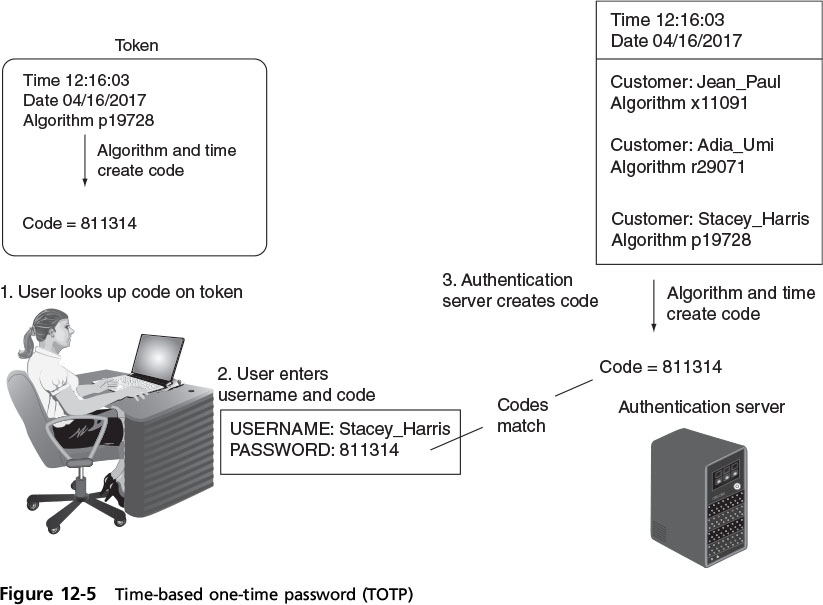 Token
Time 12:16:03
Date 04/16/2017
Algorithm p19728
Algorithm and time
create code
Code = 811314
1. User looks up code on token
2. User enters
username and code
USERNAME: Stacey_Harris
PASSWORD: 811314
Time 12:16:03
Date 04/16/2017
Customer: Jean_Paul
Algorithm x11091
Customer: Adia_Umi
Algorithm r29071
Customer: Stacey_Harris
Algorithm p19728
3. Authentication
server creates code
Algorithm and time
create code
Code = 811314
Codes
match
Authentication server
Figure 12-5 Time-based one-time password (TOTP)